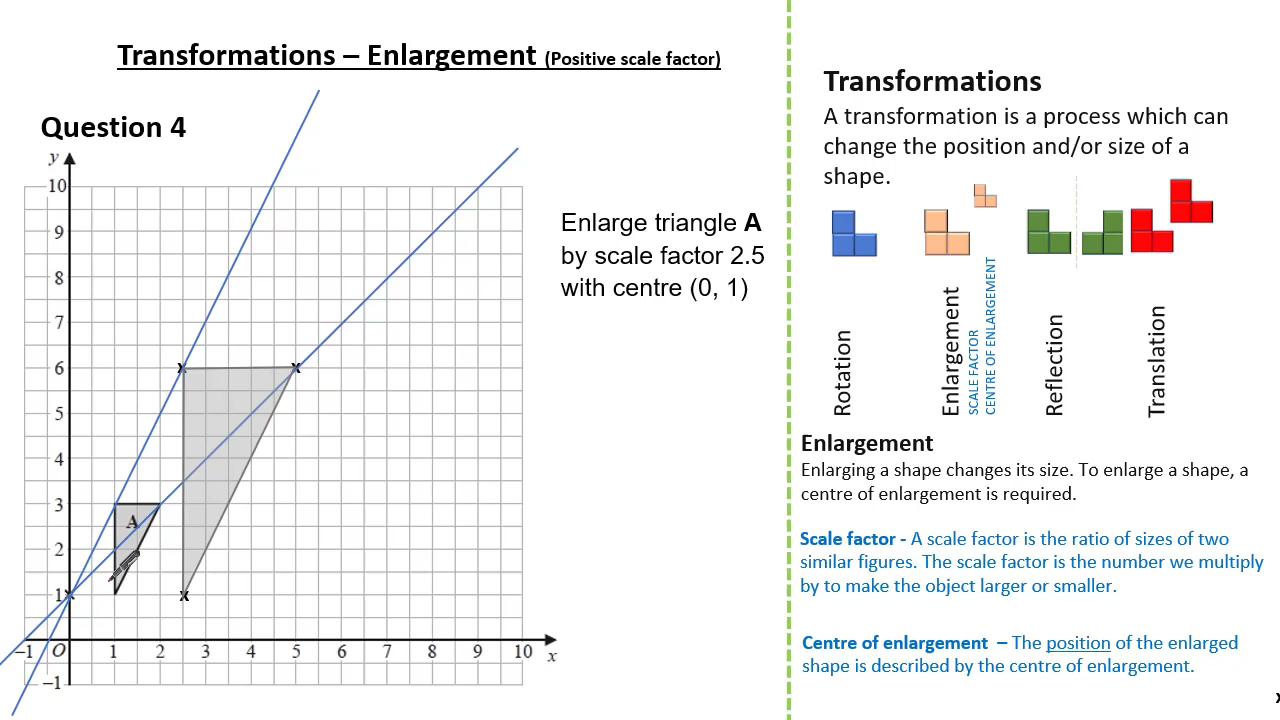 Transformations – Enlargement (Positive scale factor)
Question 4
y
10
9
8
7
6
5
4
3
2
1
–1
O
1
2
3
4
5
6
7
8
9
10
x
–1
A
x
x
x
x
Enlarge triangle A
by scale factor 2.5
with centre (0, 1)
Transformations
A transformation is a process which can
change the position and/or size of a
shape.
Rotation
Enlargement
SCALE FACTOR
CENTRE OF ENLARGEMENT
Reflection
Translation
Enlargement
Enlarging a shape changes its size. To enlarge a shape, a
centre of enlargement is required.
Scale factor - A scale factor is the ratio of sizes of two
similar figures. The scale factor is the number we multiply
by to make the object larger or smaller.
Centre of enlargement – The position of the enlarged
shape is described by the centre of enlargement.
x